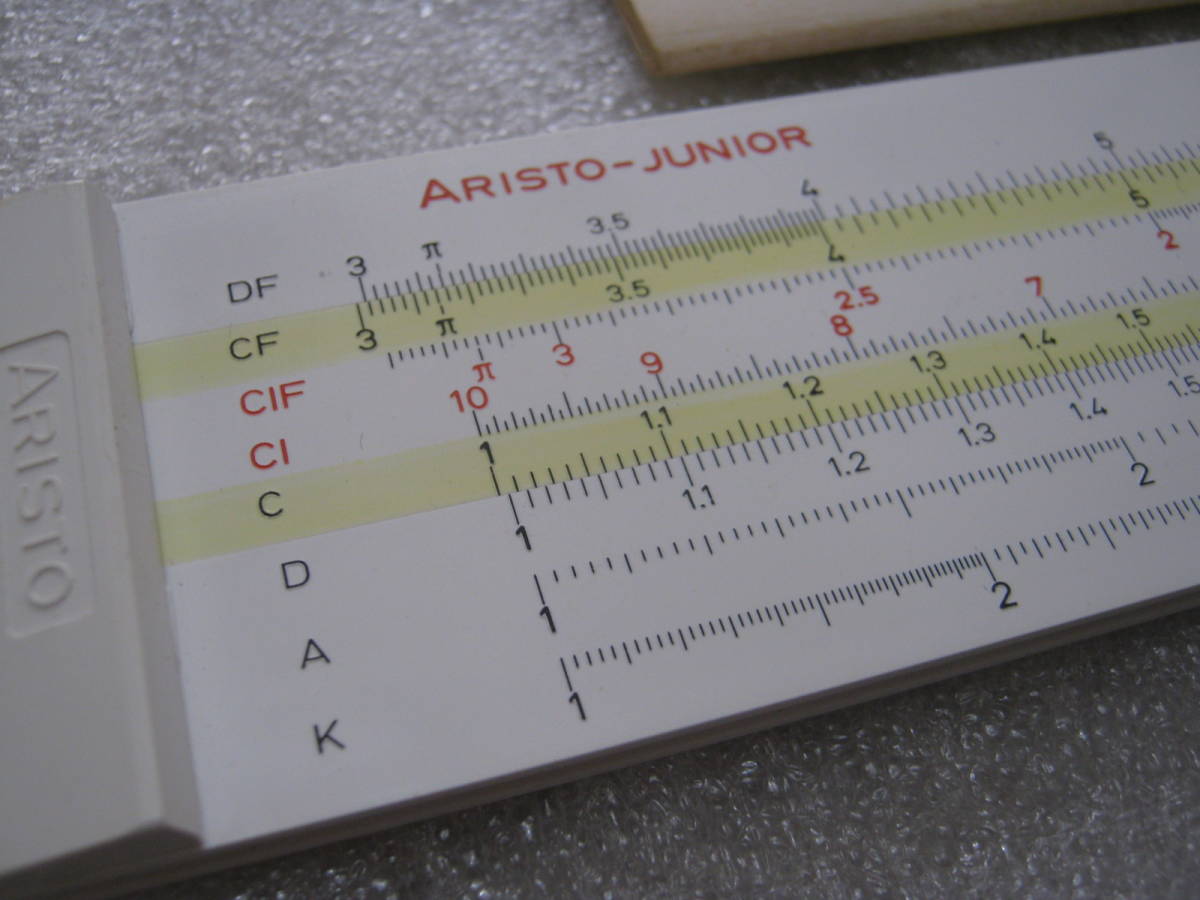 ARISTO-JUNIOR
DF 3 π 3.5 4 5
CF 3 π 3.5 4 5
CIF π 3 2.5 2
CI 10 9 8 7
C 1 1.1 1.2 1.3 1.4 1.5
D 1 1.1 1.2 1.3 1.4 1.5
A 1 2
K 1 2
ARISTO